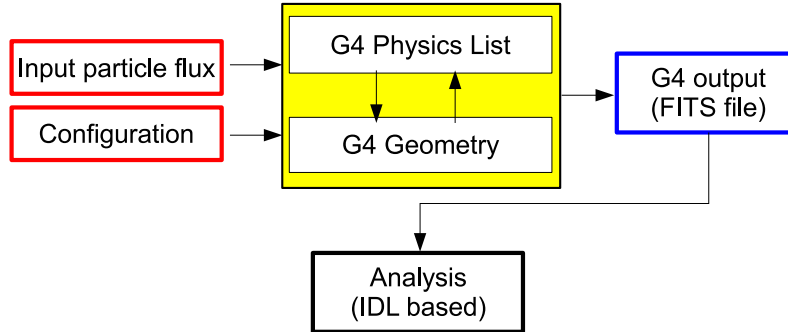 Input particle flux
Configuration
G4 Physics List
G4 Geometry
G4 output
(FITS file)
Analysis
(IDL based)